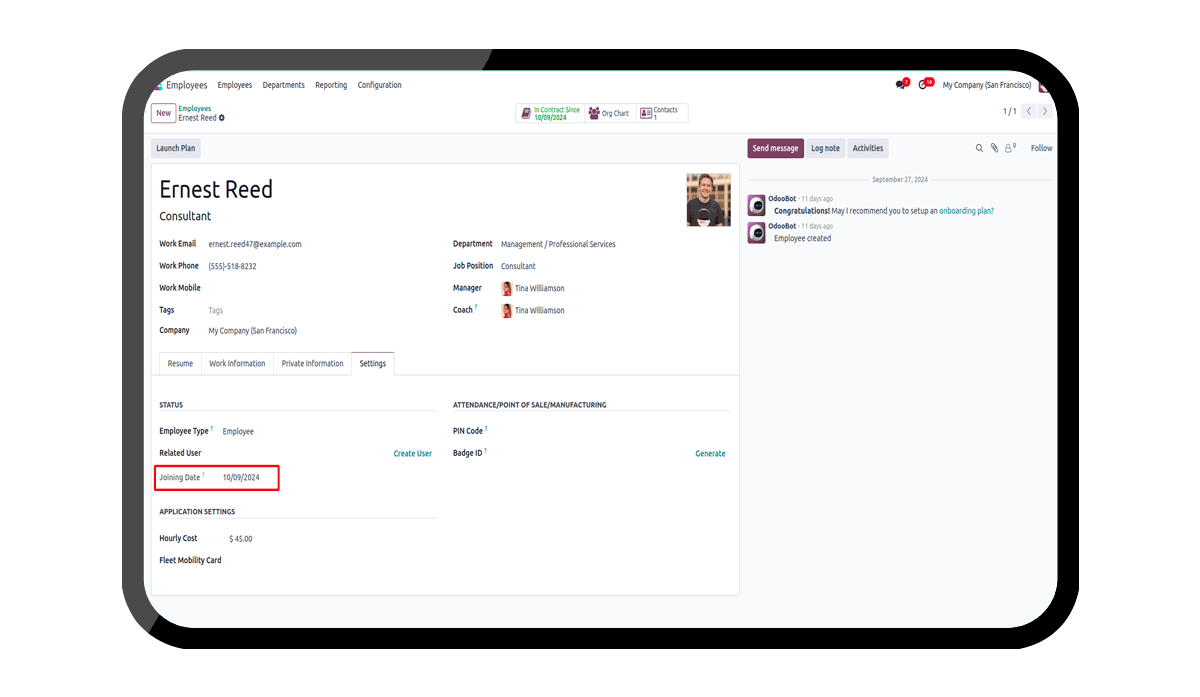 Employees Employees Departments Reporting Configuration 7 14 My Company (San Francisco)
New Employees
Ernest Reed
In Contract Since
10/09/2024
Org Chart
Contacts
1
1 / 1
Launch Plan
Send message Log note Activities 0 Follow
Ernest Reed
Consultant
Work Email ernest.reed47@example.com
Work Phone (555)-518-8232
Work Mobile
Tags Tags
Company My Company (San Francisco)
Department Management / Professional Services
Job Position Consultant
Manager Tina Williamson
Coach ? Tina Williamson
September 27, 2024
OdooBot - 11 days ago
Congratulations! May I recommend you to setup an onboarding plan?
OdooBot - 11 days ago
Employee created
Resume Work Information Private Information Settings
STATUS
Employee Type ? Employee
Related User Create User
Joining Date ? 10/09/2024
ATTENDANCE/POINT OF SALE/MANUFACTURING
PIN Code ?
Badge ID ? Generate
APPLICATION SETTINGS
Hourly Cost $ 45.00
Fleet Mobility Card